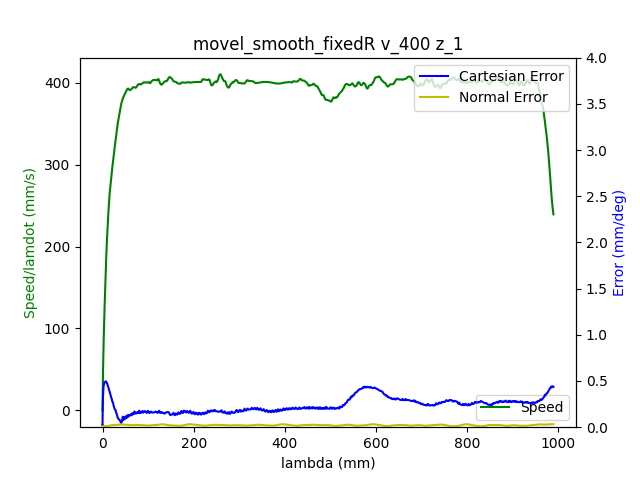 movel_smooth_fixedR v_400 z_1
Speed/lamdot (mm/s)
400
300
200
100
0
4.0
3.5
3.0
2.5
2.0
1.5
1.0
0.5
0.0
Error (mm/deg)
Cartesian Error
Normal Error
Speed
0
200
400
600
800
1000
lambda (mm)